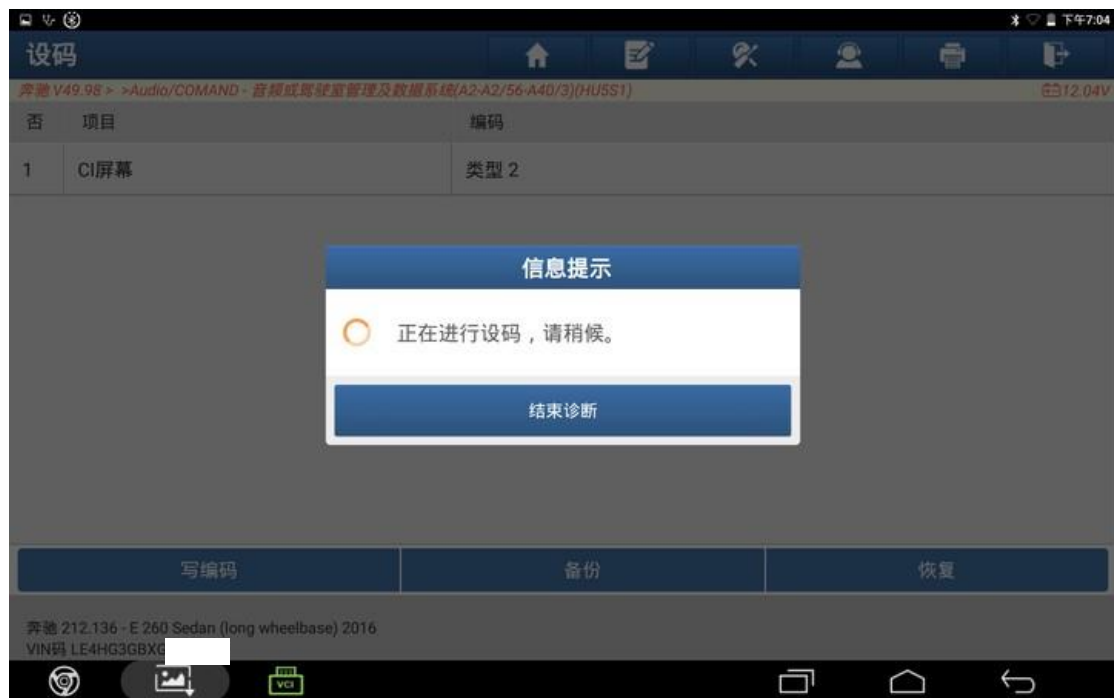 下午7:04
设码
奔驰 V49.98 > >Audio/COMAND - 音频或驾驶室管理及数据系统(A2-A2/56-A40/3)(HU5S1) 12.04V
否 项目 编码
1 CI屏幕 类型 2
信息提示
正在进行设码，请稍候。
结束诊断
写编码 备份 恢复
奔驰 212.136 - E 260 Sedan (long wheelbase) 2016
VIN码 LE4HG3GBXG
VCI